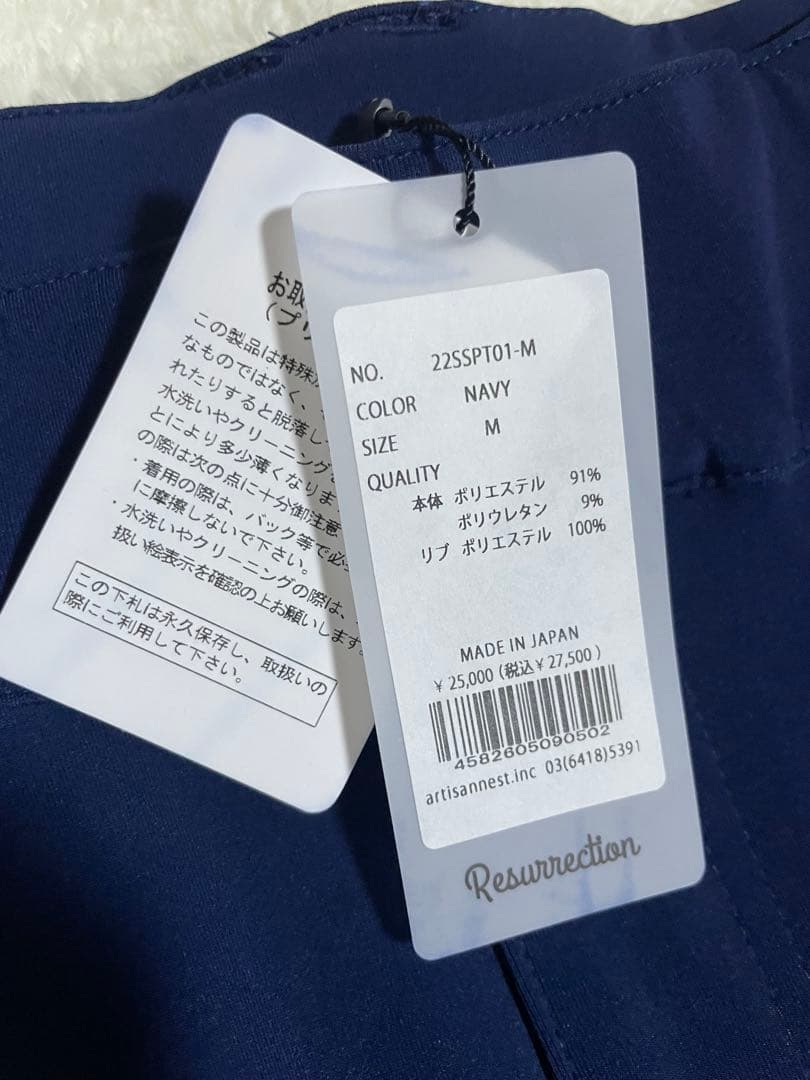 お取
（プリ
この製品は特殊
なものではなく、
れたりすると脱落し
水洗いやクリーニング
とにより多少薄くなりま
の際は次の点に十分御注意
・着用の際は、バック等で必
に摩擦しないで下さい。
・水洗いやクリーニングの際は、
扱い絵表示を確認の上お願いします。
この下札は永久保存し、取扱いの
際にご利用して下さい。
NO. 22SSPT01-M
COLOR NAVY
SIZE M
QUALITY
本体 ポリエステル 91%
ポリウレタン 9%
リブ ポリエステル 100%
MADE IN JAPAN
¥ 25,000 (税込¥ 27,500 )
4582605090502
artisannest.inc 03(6418)5391
Resurrection